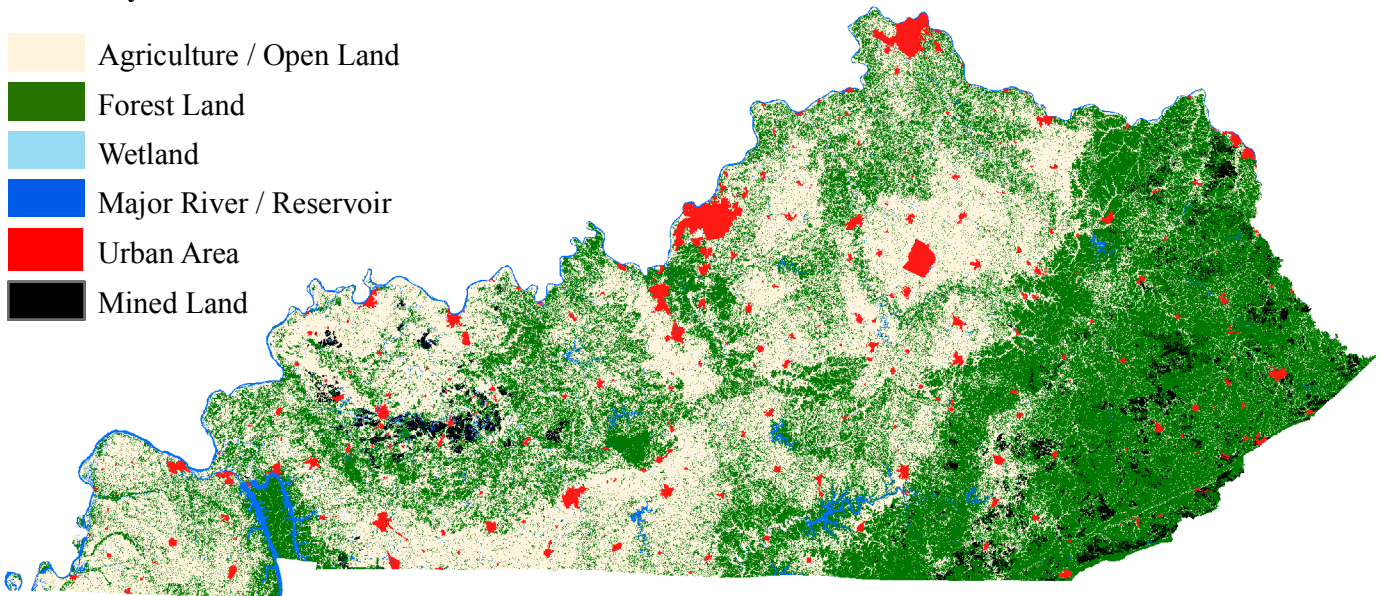 Agriculture / Open Land
Forest Land
Wetland
Major River / Reservoir
Urban Area
Mined Land